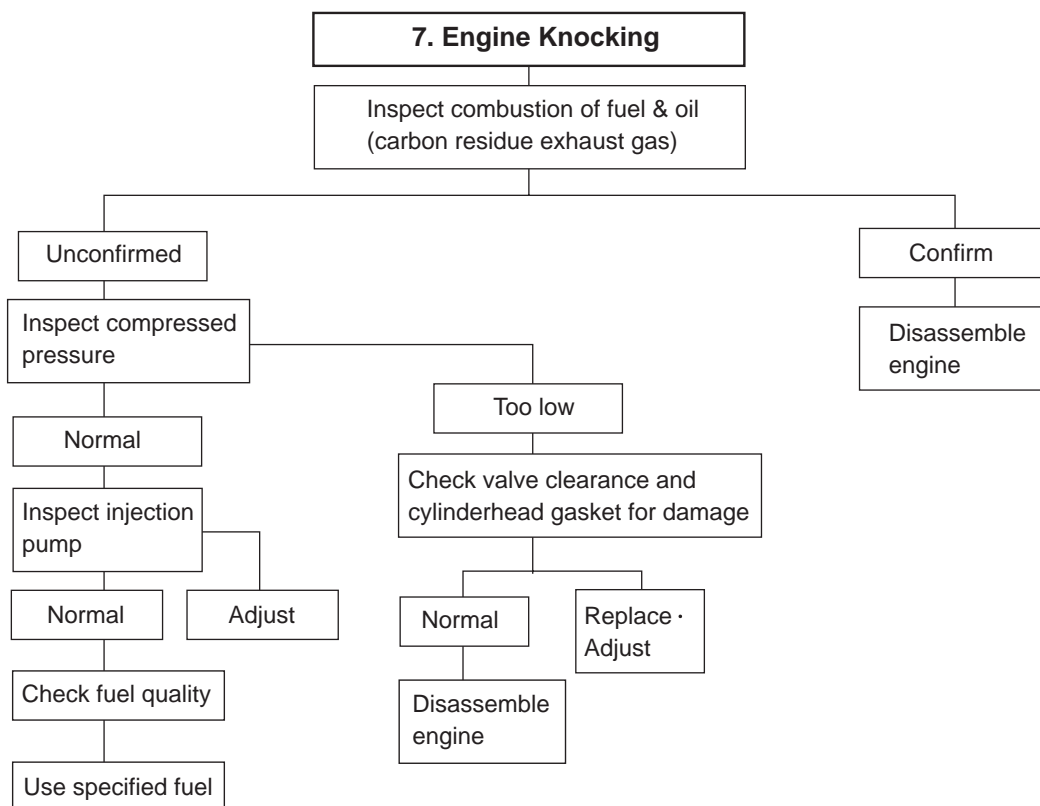 7. Engine Knocking
Inspect combustion of fuel & oil
(carbon residue exhaust gas)
Unconfirmed
Confirm
Inspect compressed
pressure
Disassemble
engine
Too low
Normal
Check valve clearance and
cylinderhead gasket for damage
Inspect injection
pump
Normal
Adjust
Normal
Replace ·
Adjust
Check fuel quality
Disassemble
engine
Use specified fuel